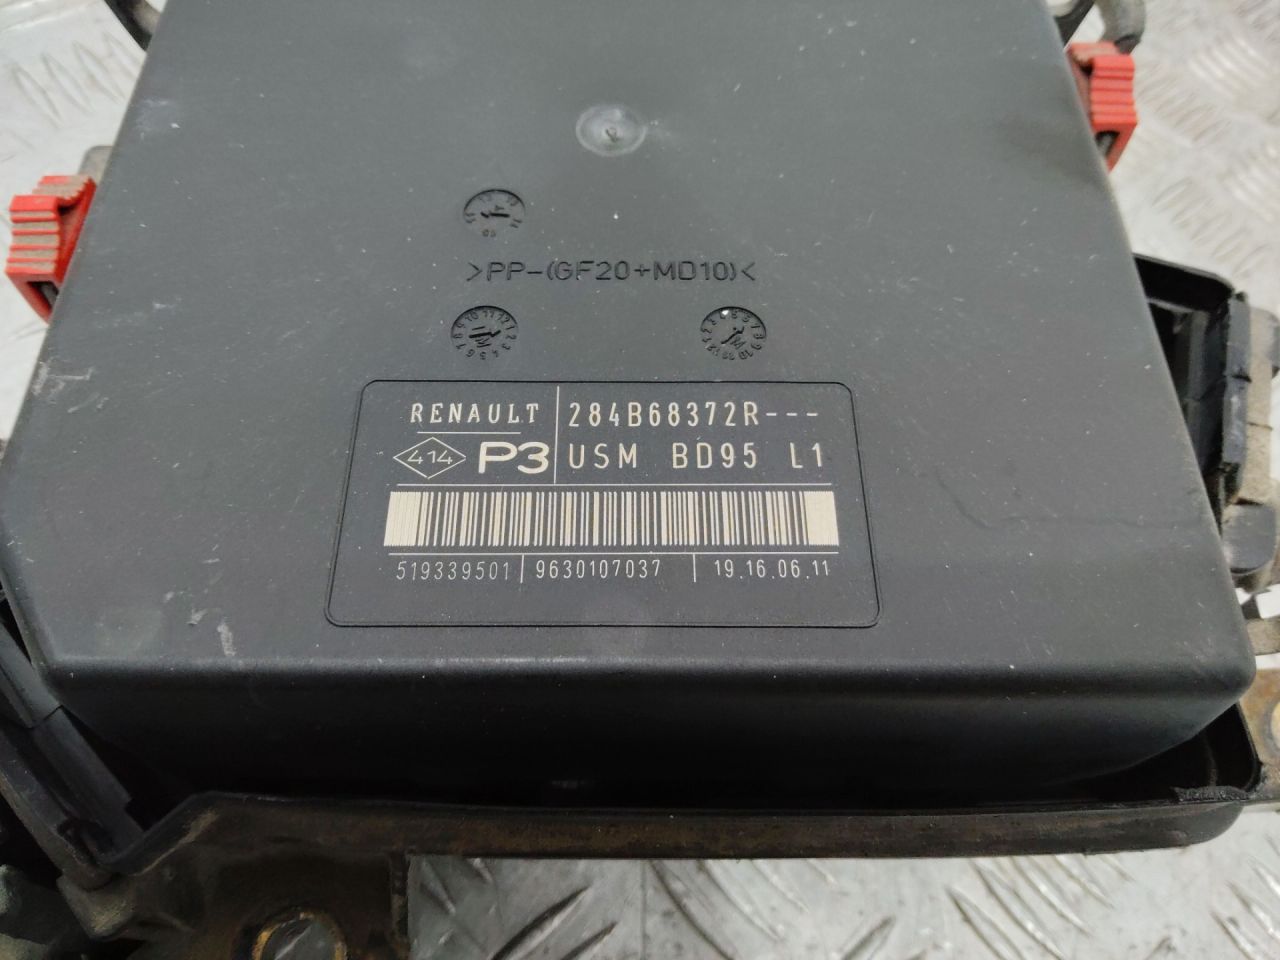 >PP-(GF20+MD10)<
RENAULT 284B68372R---
414 P3 USM BD95 L1
519339501 9630107037 19.16.06.11